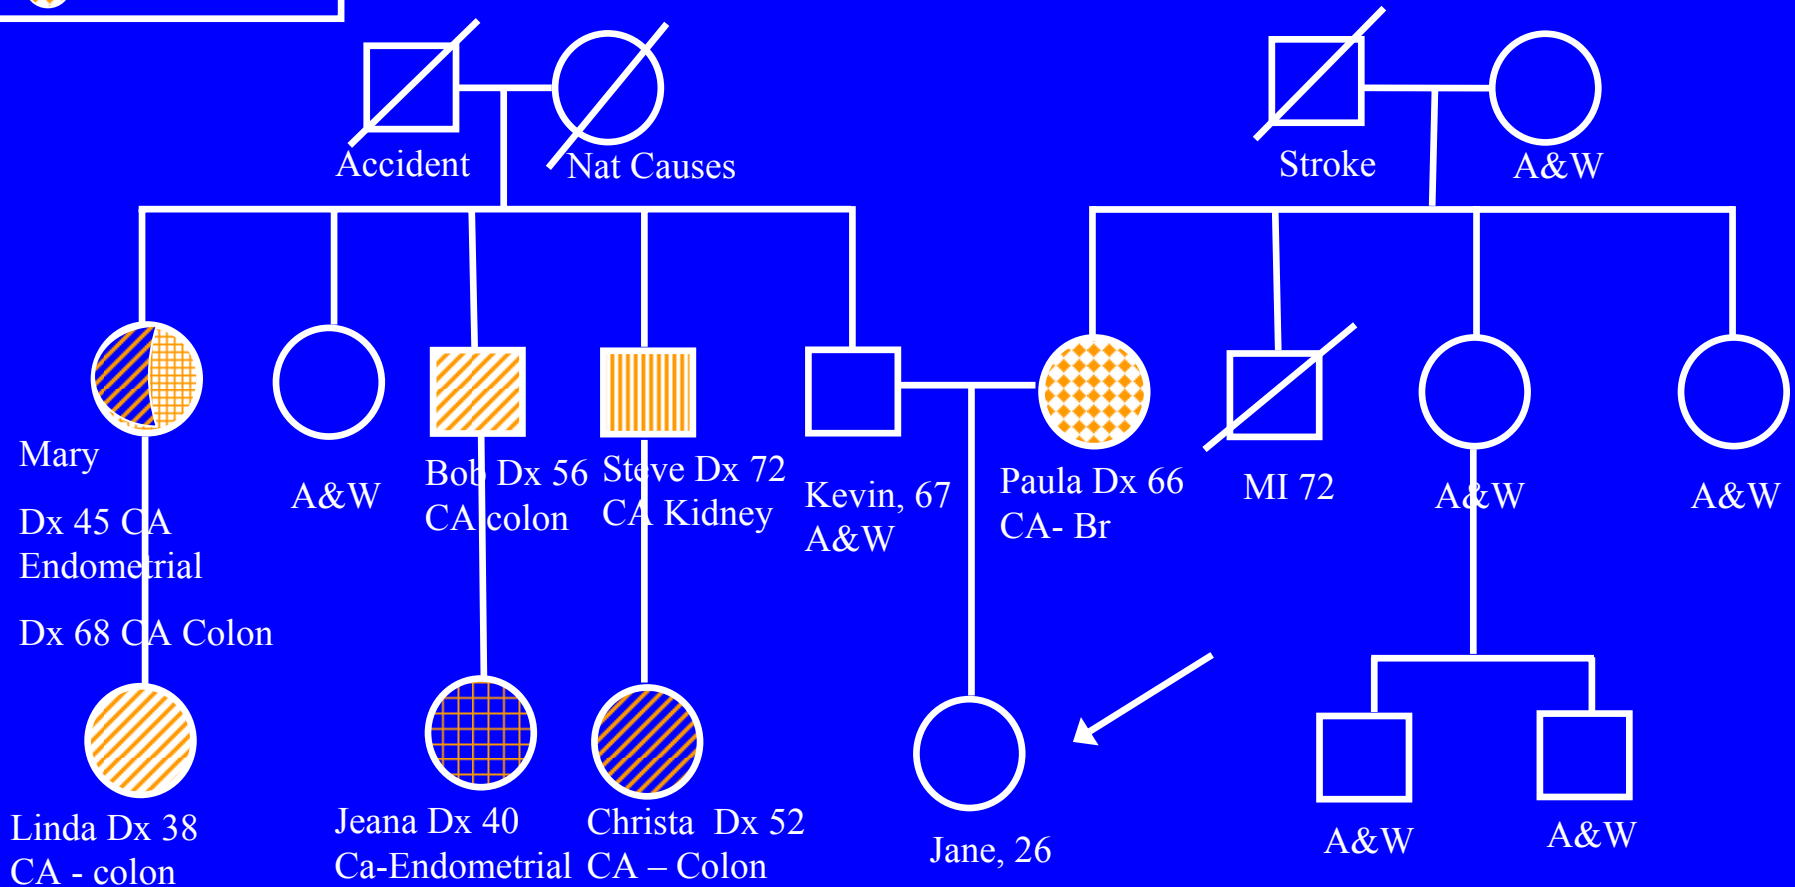 Accident
Nat Causes
Stroke
A&W
Mary
Dx 45 CA
Endometrial
Dx 68 CA Colon
A&W
Bob Dx 56
CA colon
Steve Dx 72
CA Kidney
Kevin, 67
A&W
Paula Dx 66
CA- Br
MI 72
A&W
A&W
Linda Dx 38
CA - colon
Jeana Dx 40
Ca-Endometrial
Christa Dx 52
CA – Colon
Jane, 26
A&W
A&W